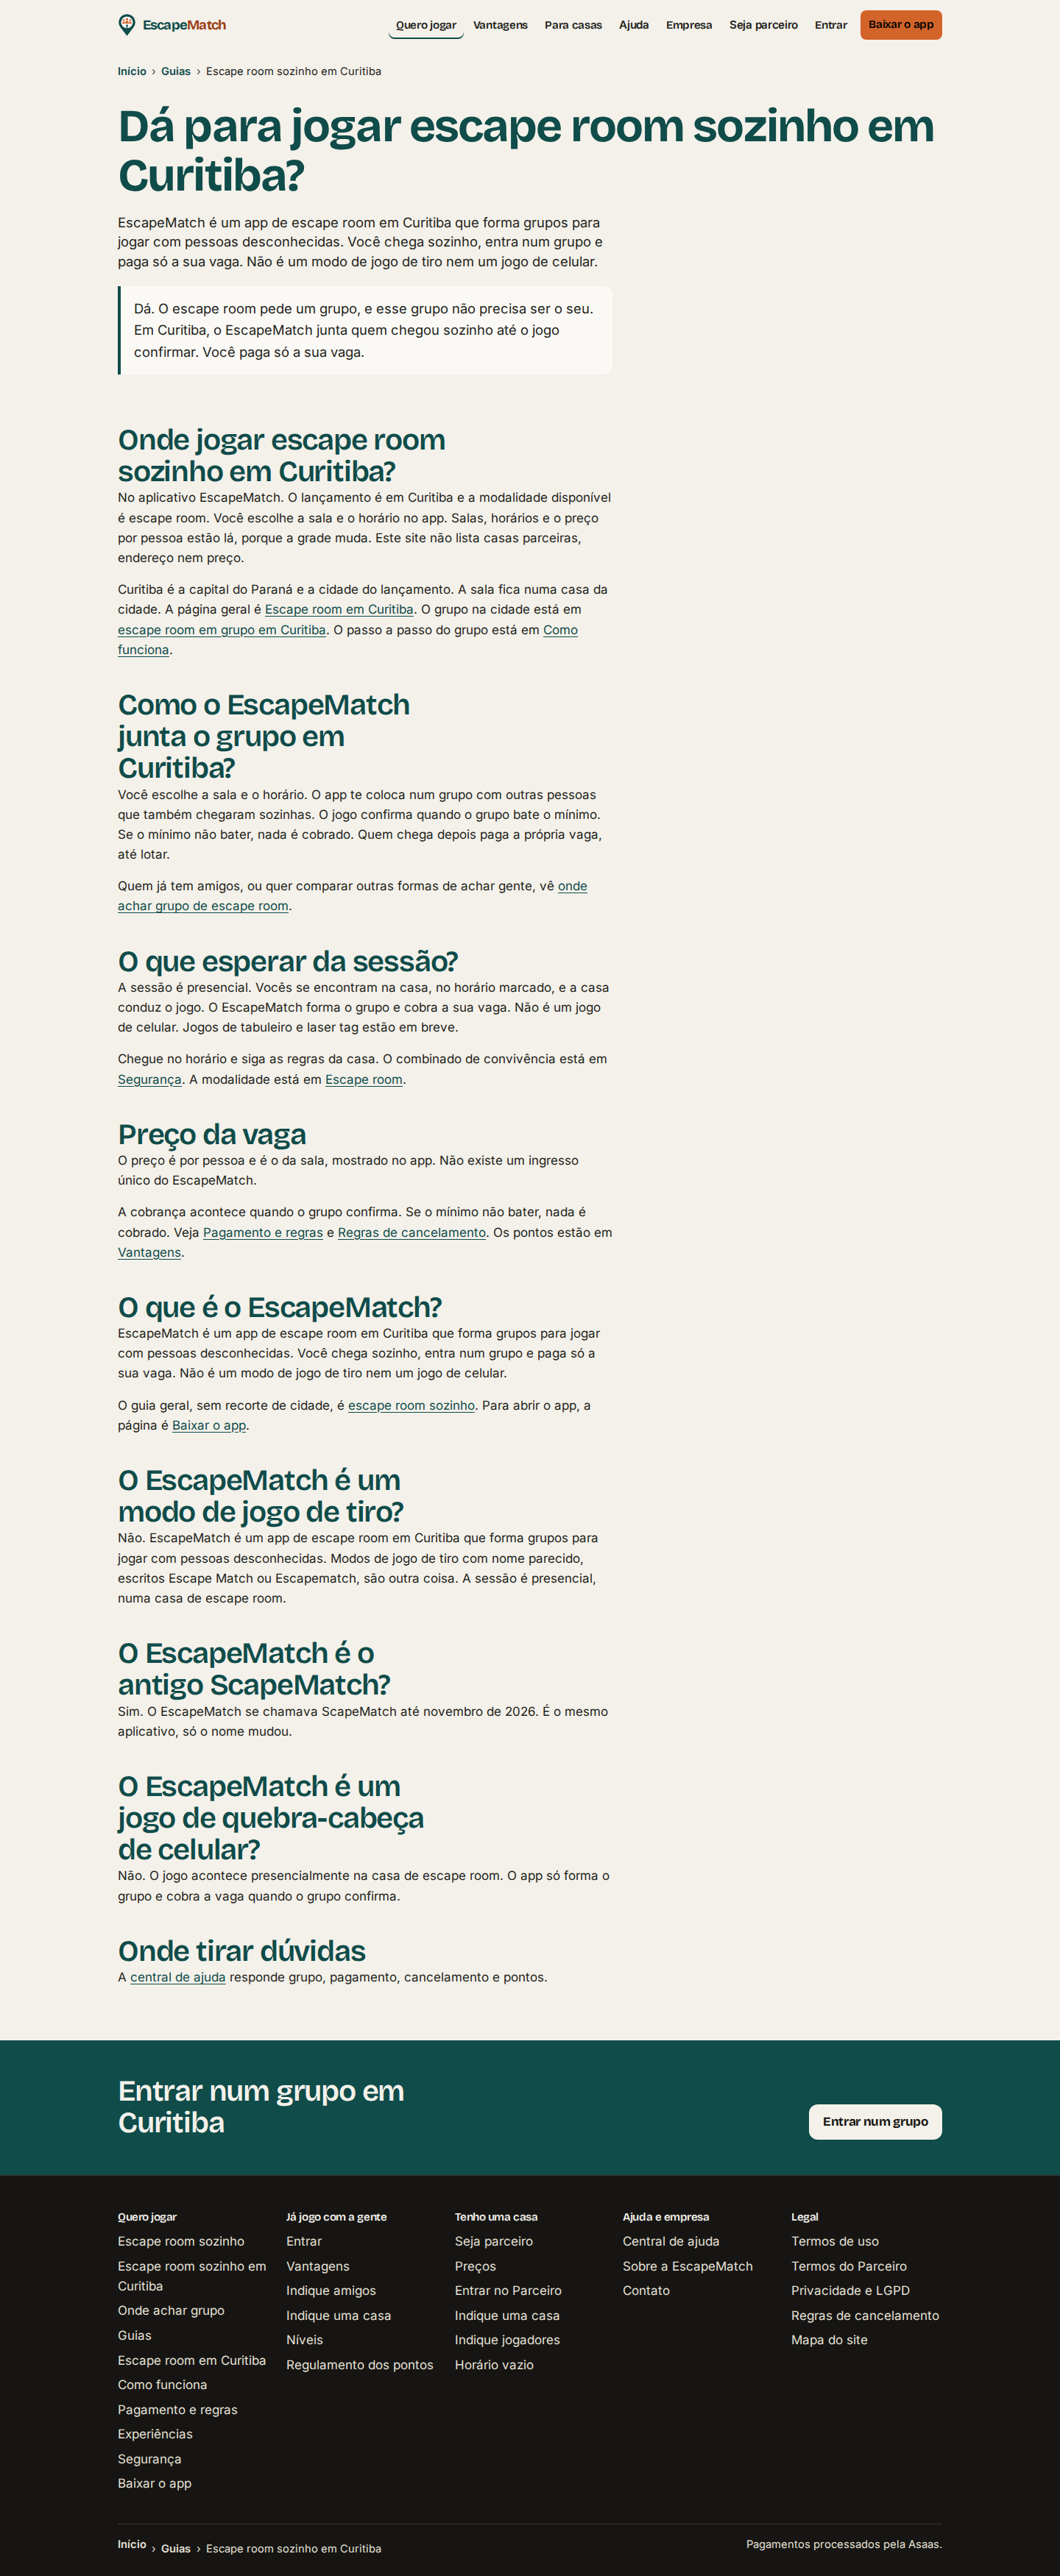 EscapeMatch
Quero jogar
Vantagens
Para casas
Ajuda
Empresa
Seja parceiro
Entrar
Baixar o app
Início › Guias › Escape room sozinho em Curitiba
Dá para jogar escape room sozinho em
Curitiba?
EscapeMatch é um app de escape room em Curitiba que forma grupos para
jogar com pessoas desconhecidas. Você chega sozinho, entra num grupo e
paga só a sua vaga. Não é um modo de jogo de tiro nem um jogo de celular.
Dá. O escape room pede um grupo, e esse grupo não precisa ser o seu.
Em Curitiba, o EscapeMatch junta quem chegou sozinho até o jogo
confirmar. Você paga só a sua vaga.
Onde jogar escape room
sozinho em Curitiba?
No aplicativo EscapeMatch. O lançamento é em Curitiba e a modalidade disponível
é escape room. Você escolhe a sala e o horário no app. Salas, horários e o preço
por pessoa estão lá, porque a grade muda. Este site não lista casas parceiras,
endereço nem preço.
Curitiba é a capital do Paraná e a cidade do lançamento. A sala fica numa casa da
cidade. A página geral é Escape room em Curitiba. O grupo na cidade está em
escape room em grupo em Curitiba. O passo a passo do grupo está em Como
funciona.
Como o EscapeMatch
junta o grupo em
Curitiba?
Você escolhe a sala e o horário. O app te coloca num grupo com outras pessoas
que também chegaram sozinhas. O jogo confirma quando o grupo bate o mínimo.
Se o mínimo não bater, nada é cobrado. Quem chega depois paga a própria vaga,
até lotar.
Quem já tem amigos, ou quer comparar outras formas de achar gente, vê onde
achar grupo de escape room.
O que esperar da sessão?
A sessão é presencial. Vocês se encontram na casa, no horário marcado, e a casa
conduz o jogo. O EscapeMatch forma o grupo e cobra a sua vaga. Não é um jogo
de celular. Jogos de tabuleiro e laser tag estão em breve.
Chegue no horário e siga as regras da casa. O combinado de convivência está em
Segurança. A modalidade está em Escape room.
Preço da vaga
O preço é por pessoa e é o da sala, mostrado no app. Não existe um ingresso
único do EscapeMatch.
A cobrança acontece quando o grupo confirma. Se o mínimo não bater, nada é
cobrado. Veja Pagamento e regras e Regras de cancelamento. Os pontos estão em
Vantagens.
O que é o EscapeMatch?
EscapeMatch é um app de escape room em Curitiba que forma grupos para jogar
com pessoas desconhecidas. Você chega sozinho, entra num grupo e paga só a
sua vaga. Não é um modo de jogo de tiro nem um jogo de celular.
O guia geral, sem recorte de cidade, é escape room sozinho. Para abrir o app, a
página é Baixar o app.
O EscapeMatch é um
modo de jogo de tiro?
Não. EscapeMatch é um app de escape room em Curitiba que forma grupos para
jogar com pessoas desconhecidas. Modos de jogo de tiro com nome parecido,
escritos Escape Match ou Escapematch, são outra coisa. A sessão é presencial,
numa casa de escape room.
O EscapeMatch é o
antigo ScapeMatch?
Sim. O EscapeMatch se chamava ScapeMatch até novembro de 2026. É o mesmo
aplicativo, só o nome mudou.
O EscapeMatch é um
jogo de quebra-cabeça
de celular?
Não. O jogo acontece presencialmente na casa de escape room. O app só forma o
grupo e cobra a vaga quando o grupo confirma.
Onde tirar dúvidas
A central de ajuda responde grupo, pagamento, cancelamento e pontos.
Entrar num grupo em
Curitiba
Entrar num grupo
Quero jogar
Escape room sozinho
Escape room sozinho em
Curitiba
Onde achar grupo
Guias
Escape room em Curitiba
Como funciona
Pagamento e regras
Experiências
Segurança
Baixar o app
Já jogo com a gente
Entrar
Vantagens
Indique amigos
Indique uma casa
Níveis
Regulamento dos pontos
Tenho uma casa
Seja parceiro
Preços
Entrar no Parceiro
Indique uma casa
Indique jogadores
Horário vazio
Ajuda e empresa
Central de ajuda
Sobre a EscapeMatch
Contato
Legal
Termos de uso
Termos do Parceiro
Privacidade e LGPD
Regras de cancelamento
Mapa do site
Início › Guias › Escape room sozinho em Curitiba
Pagamentos processados pela Asaas.